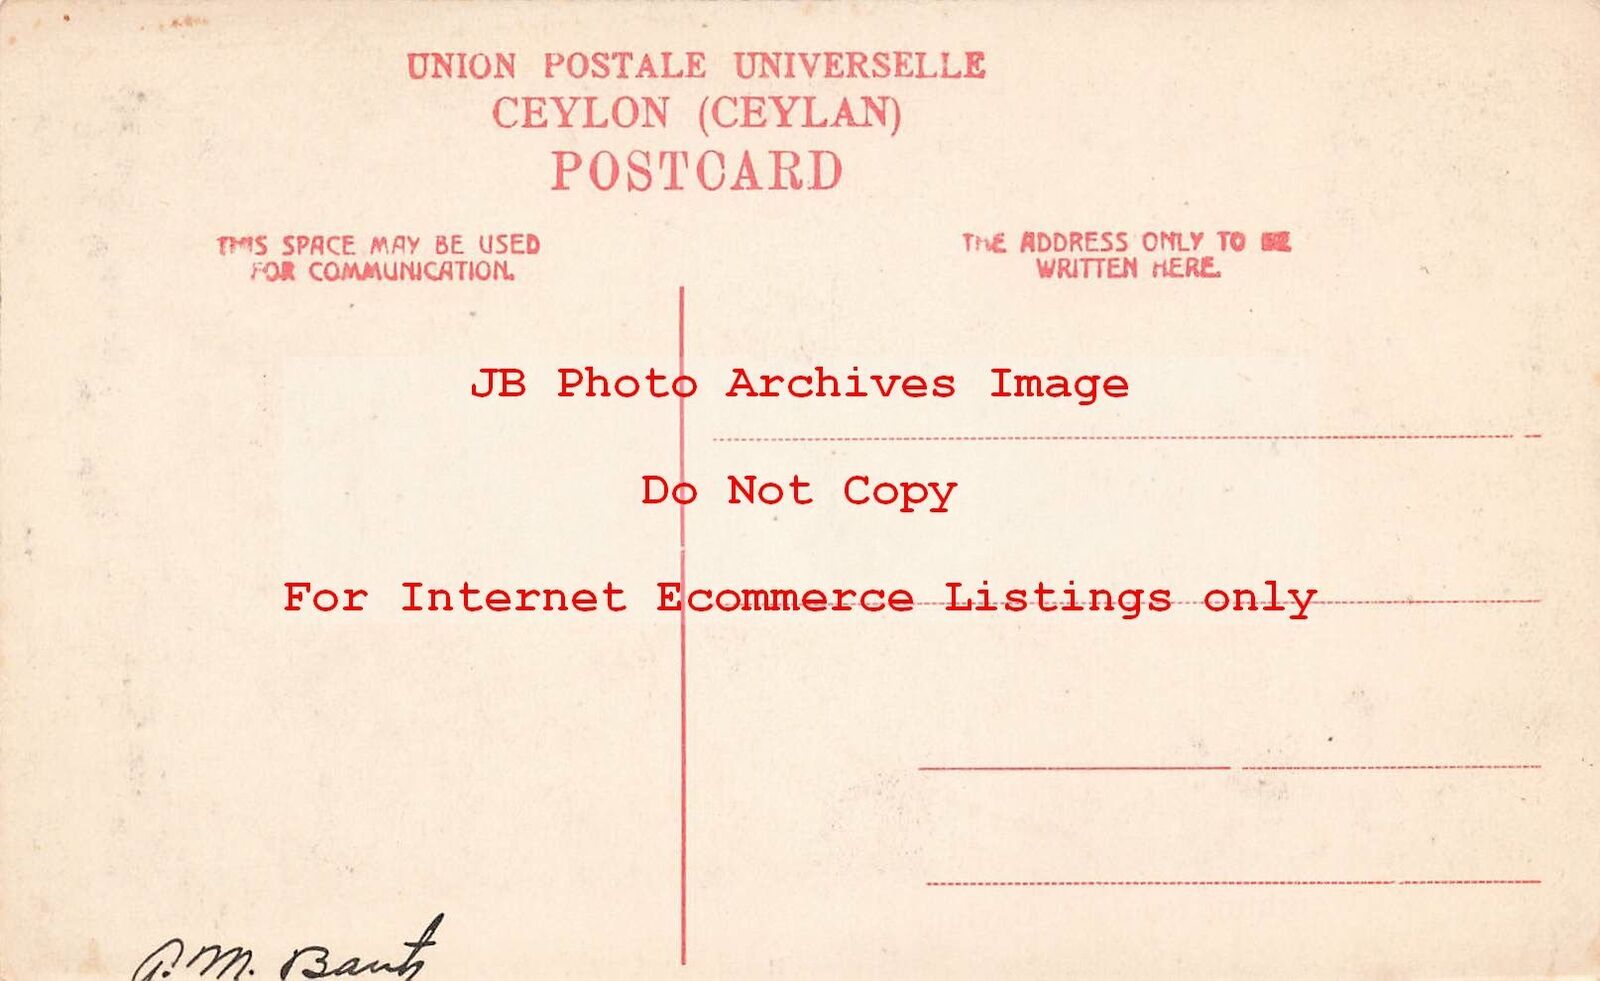 UNION POSTALE UNIVERSELLE
CEYLON (CEYLAN)
POSTCARD
THIS SPACE MAY BE USED
FOR COMMUNICATION.
THE ADDRESS ONLY TO BE
WRITTEN HERE.
JB Photo Archives Image
Do Not Copy
For Internet Ecommerce Listings only
P.M. Bantz